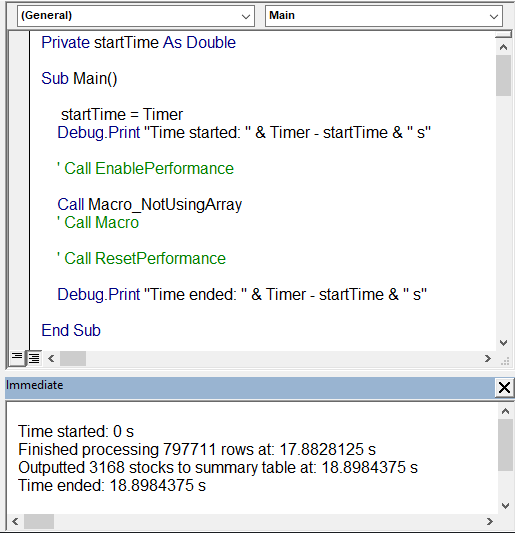 (General) Main
Private startTime As Double
Sub Main()
startTime = Timer
Debug.Print "Time started: " & Timer - startTime & " s"
' Call EnablePerformance
Call Macro_NotUsingArray
' Call Macro
' Call ResetPerformance
Debug.Print "Time ended: " & Timer - startTime & " s"
End Sub
Immediate
Time started: 0 s
Finished processing 797711 rows at: 17.8828125 s
Outputted 3168 stocks to summary table at: 18.8984375 s
Time ended: 18.8984375 s